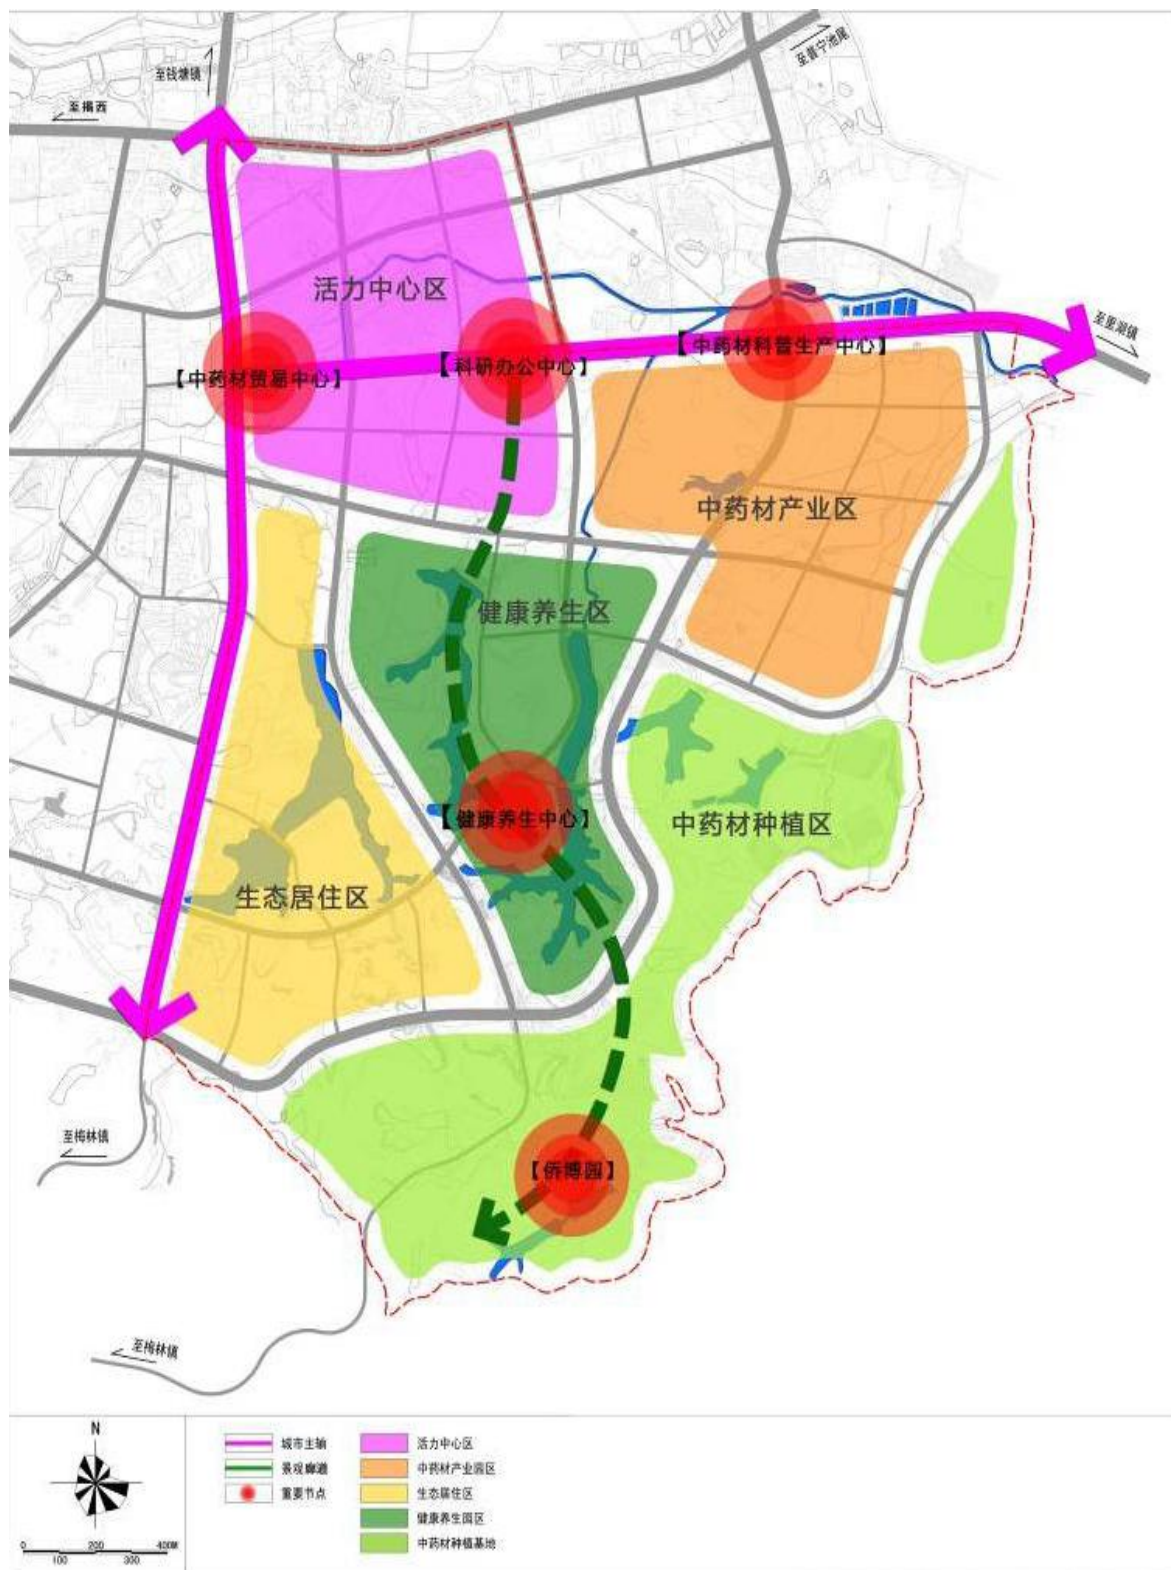 至普宁池尾
至钱塘镇
至揭西
活力中心区
至里湖镇
【中药材科普生产中心】
【科研办公中心】
【中药材贸易中心】
中药材产业区
健康养生区
【健康养生中心】
中药材种植区
生态居住区
至梅林镇
【侨博园】
至梅林镇
N
城市主轴
活力中心区
景观廊道
中药材产业园区
重要节点
生态居住区
健康养生园区
中药材种植基地
0 200 400M
100 300